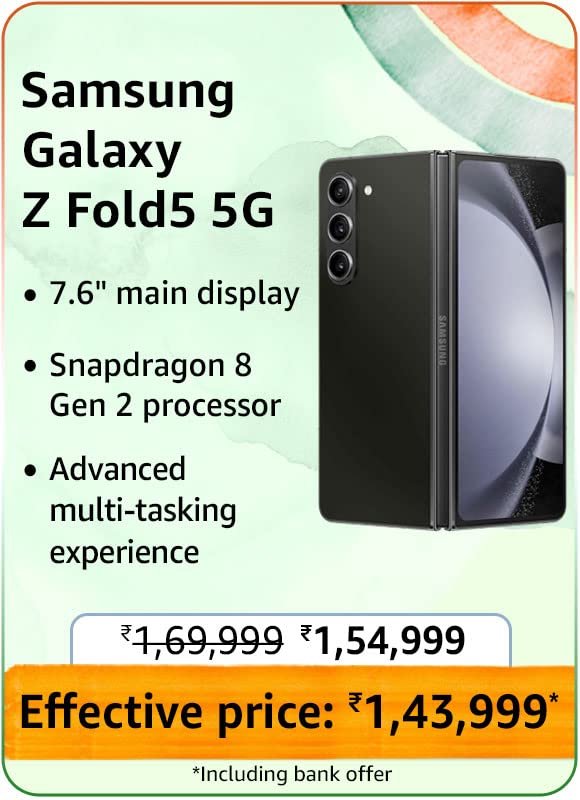 Samsung
Galaxy
Z Fold5 5G
• 7.6" main display
• Snapdragon 8
Gen 2 processor
• Advanced
multi-tasking
experience
SAMSUNG
₹1,69,999 ₹1,54,999
Effective price: ₹1,43,999*
*Including bank offer